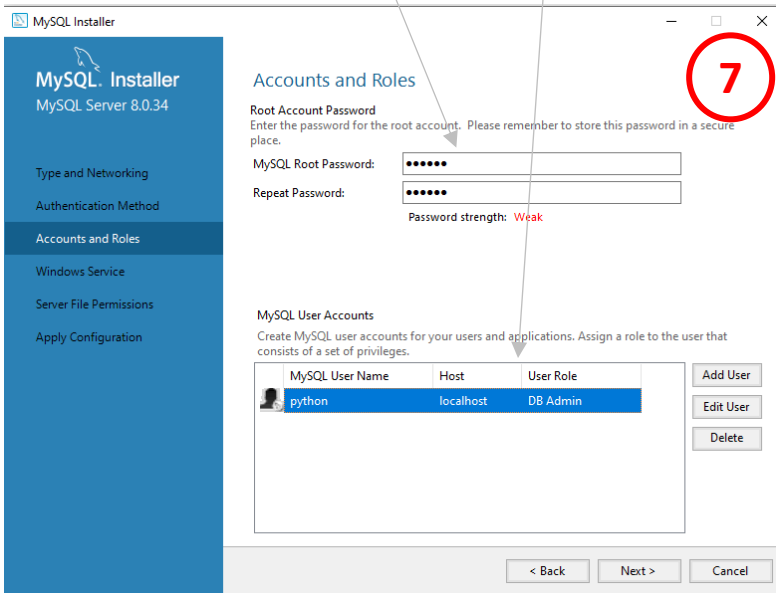 MySQL Installer
MySQL. Installer
MySQL Server 8.0.34
Type and Networking
Authentication Method
Accounts and Roles
Windows Service
Server File Permissions
Apply Configuration
7
Accounts and Roles
Root Account Password
Enter the password for the root account. Please remember to store this password in a secure
place.
MySQL Root Password: ●●●●●●
Repeat Password: ●●●●●●
Password strength: Weak
MySQL User Accounts
Create MySQL user accounts for your users and applications. Assign a role to the user that
consists of a set of privileges.
MySQL User Name Host User Role
python localhost DB Admin
Add User
Edit User
Delete
< Back Next > Cancel